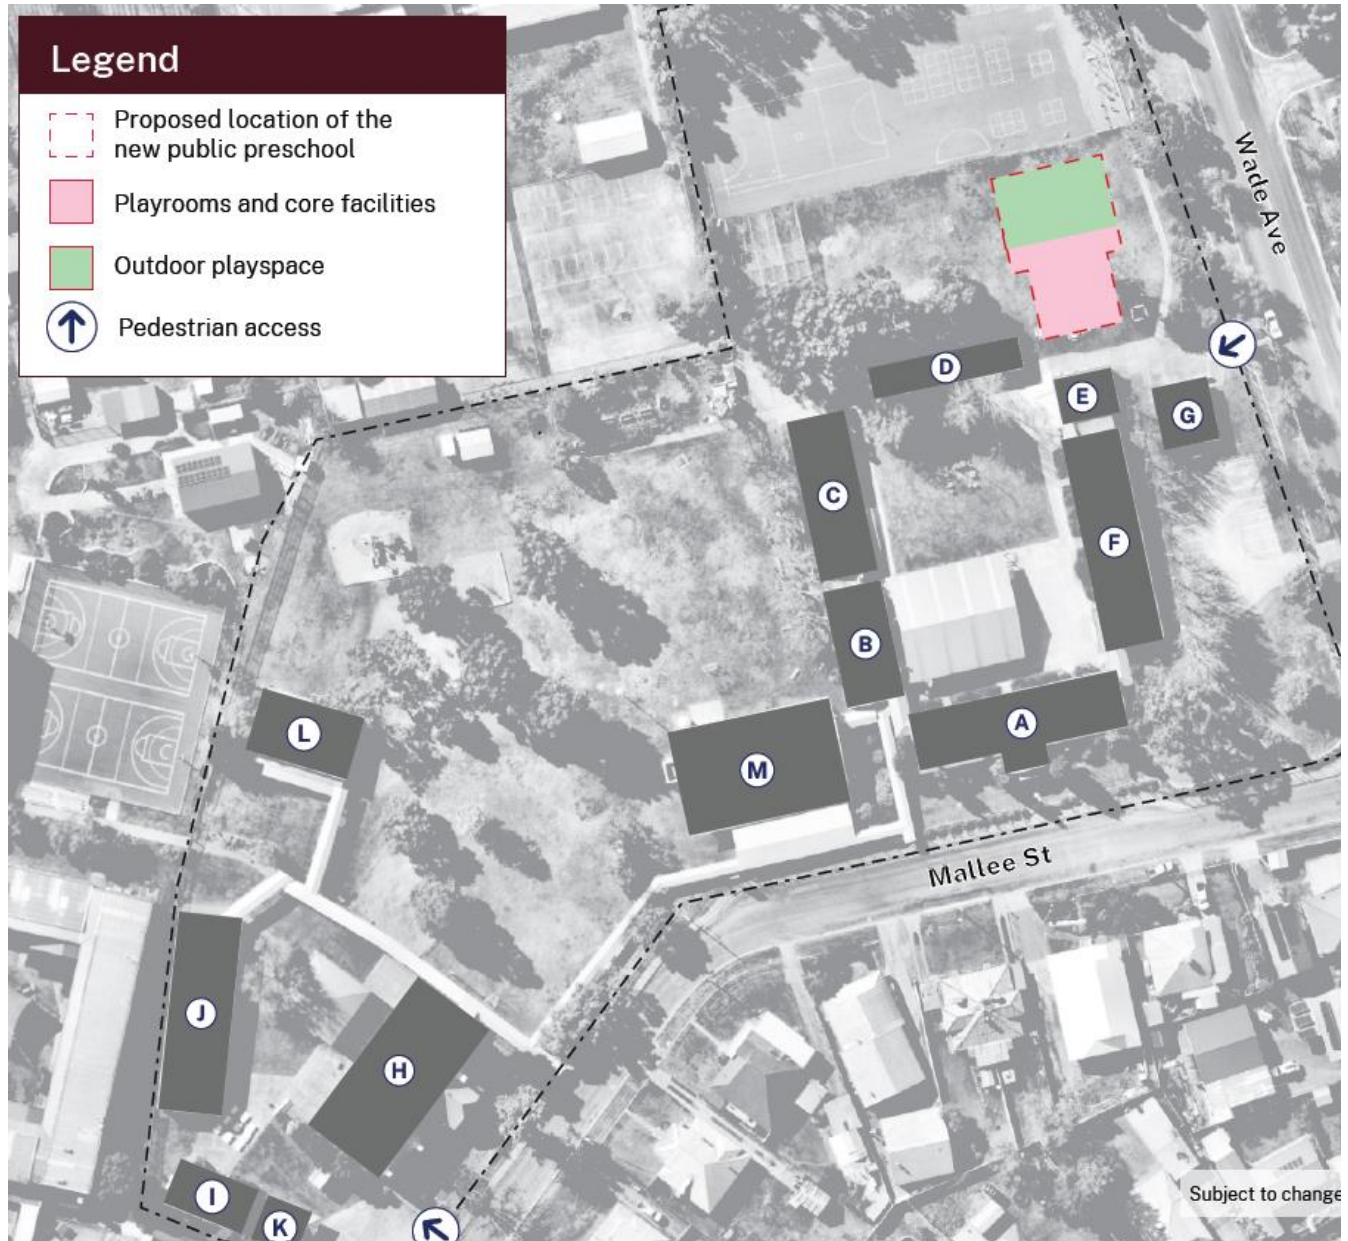 Legend
Proposed location of the
new public preschool
Playrooms and core facilities
Outdoor playspace
Pedestrian access
Wade Ave
D
E
G
C
F
B
A
L
M
Mallee St
J
H
I
K
Subject to change